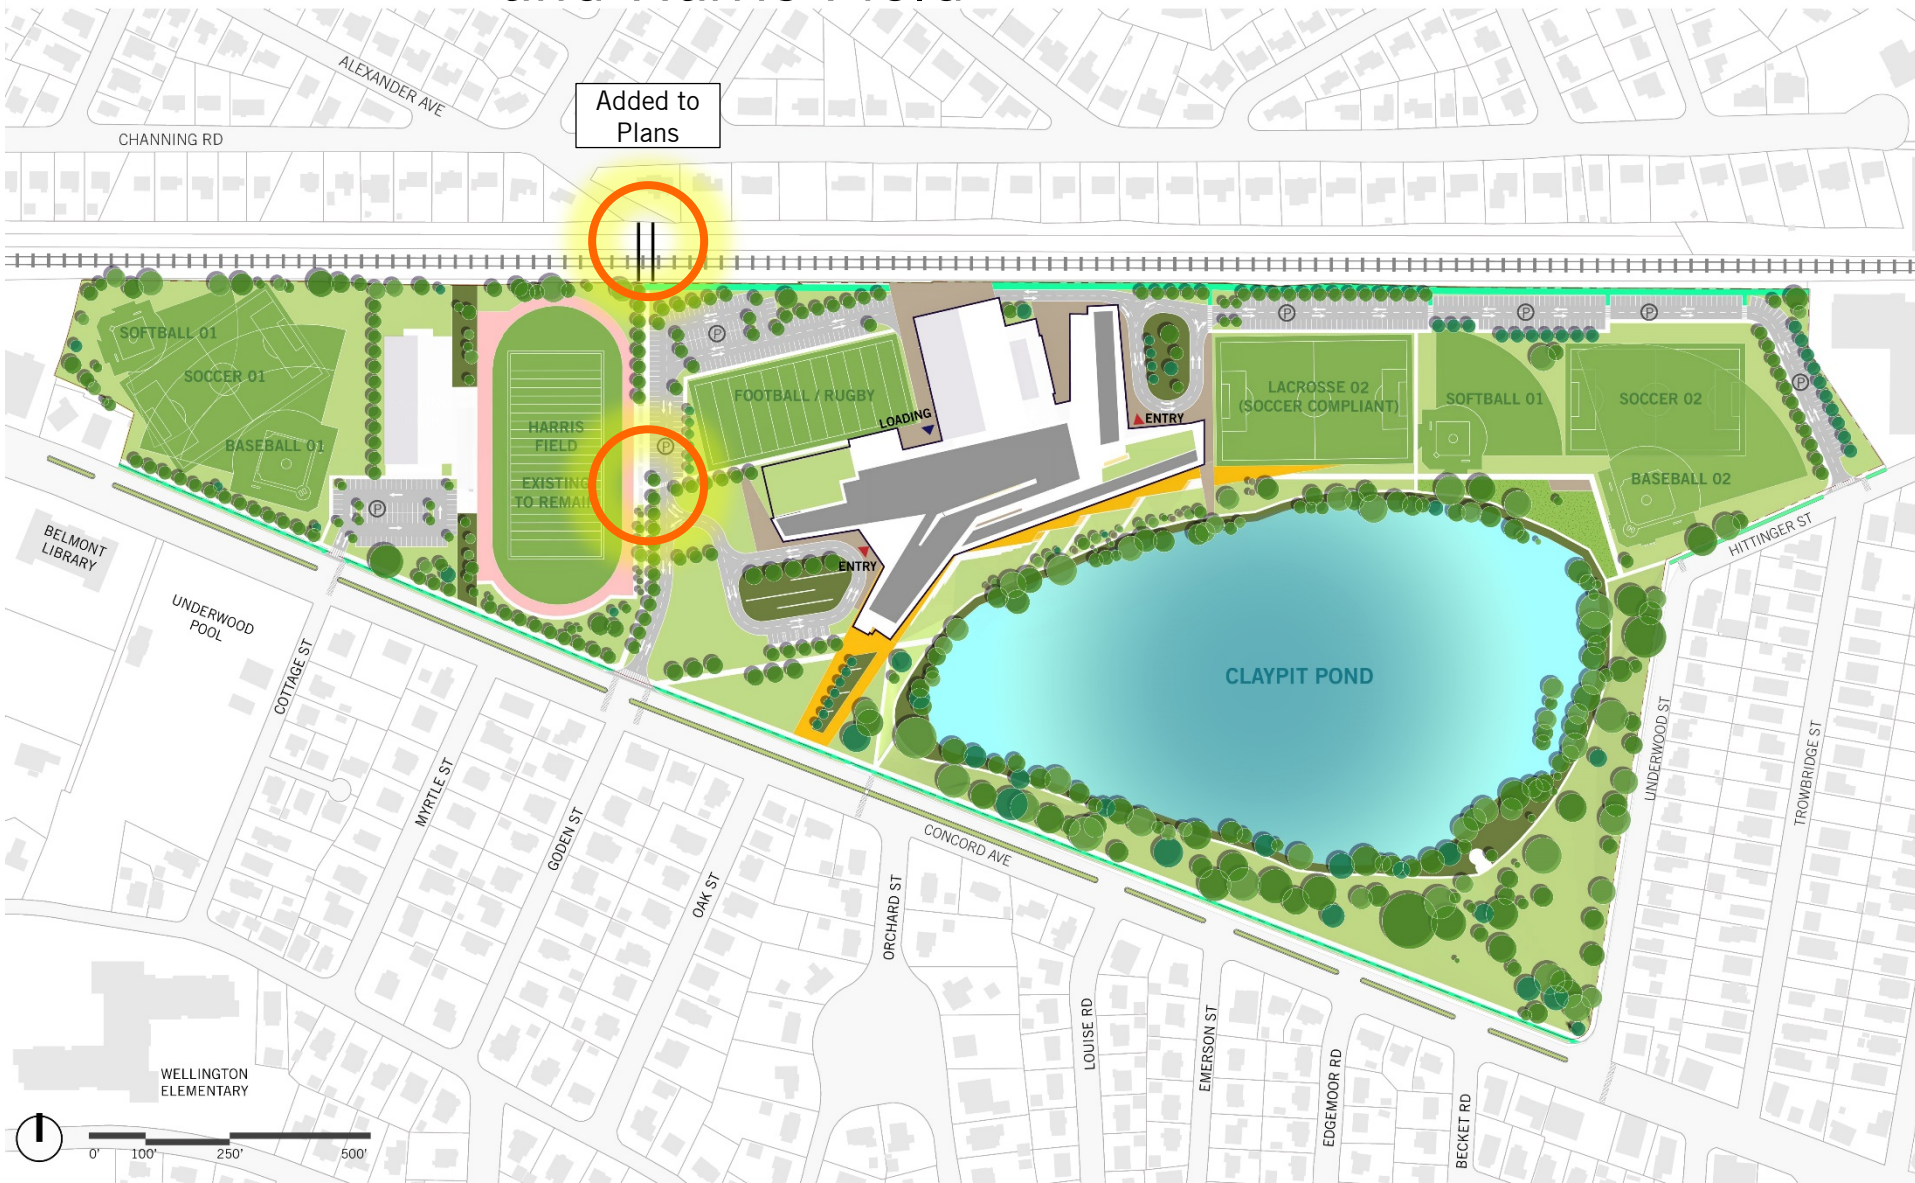 and Harris Field
ALEXANDER AVE
Added to
Plans
CHANNING RD
SOFTBALL 01
SOCCER 01
BASEBALL 01
HARRIS
FIELD
EXISTING
TO REMAIN
P
P
P
FOOTBALL / RUGBY
LOADING
ENTRY
ENTRY
P
P
P
P
LACROSSE 02
(SOCCER COMPLIANT)
SOFTBALL 01
SOCCER 02
BASEBALL 02
HITTINGER ST
BELMONT
LIBRARY
UNDERWOOD
POOL
COTTAGE ST
MYRTLE ST
GODEN ST
OAK ST
ORCHARD ST
CONCORD AVE
CLAYPIT POND
UNDERWOOD ST
TROWBRIDGE ST
LOUISE RD
EMERSON ST
EDGEMOOR RD
BECKET RD
WELLINGTON
ELEMENTARY
0' 100' 250' 500'